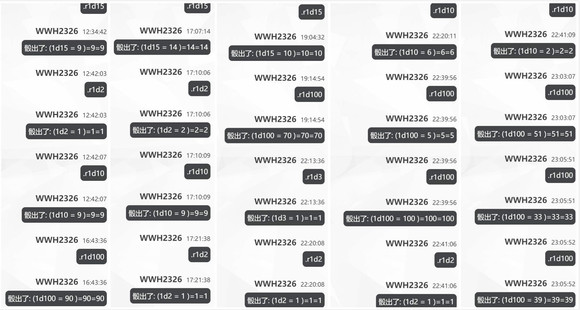 .r1d15
WWH2326 12:34:42
骰出了: (1d15 = 9 )=9=9
WWH2326 12:42:03
.r1d2
WWH2326 12:42:03
骰出了: (1d2 = 1 )=1=1
WWH2326 12:42:07
.r1d10
WWH2326 12:42:07
骰出了: (1d10 = 9 )=9=9
WWH2326 16:43:36
.r1d100
WWH2326 16:43:36
骰出了: (1d100 = 90 )=90=90
.r1d15
WWH2326 17:07:14
骰出了: (1d15 = 14 )=14=14
WWH2326 17:10:06
.r1d2
WWH2326 17:10:06
骰出了: (1d2 = 2 )=2=2
WWH2326 17:10:09
.r1d10
WWH2326 17:10:09
骰出了: (1d10 = 9 )=9=9
WWH2326 17:21:38
.r1d2
WWH2326 17:21:38
骰出了: (1d2 = 1 )=1=1
.r1d15
WWH2326 19:04:32
骰出了: (1d15 = 10 )=10=10
WWH2326 19:14:54
.r1d100
WWH2326 19:14:54
骰出了: (1d100 = 70 )=70=70
WWH2326 22:13:36
.r1d3
WWH2326 22:13:36
骰出了: (1d3 = 1 )=1=1
WWH2326 22:20:08
.r1d2
WWH2326 22:20:08
骰出了: (1d2 = 1 )=1=1
.r1d10
WWH2326 22:20:11
骰出了: (1d10 = 6 )=6=6
WWH2326 22:39:56
.r1d100
WWH2326 22:39:56
骰出了: (1d100 = 5 )=5=5
WWH2326 22:39:56
.r1d100
WWH2326 22:39:56
骰出了: (1d100 = 100 )=100=100
WWH2326 22:41:06
.r1d2
WWH2326 22:41:06
骰出了: (1d2 = 1 )=1=1
.r1d10
WWH2326 22:41:09
骰出了: (1d10 = 2 )=2=2
WWH2326 23:03:07
.r1d100
WWH2326 23:03:07
骰出了: (1d100 = 51 )=51=51
WWH2326 23:05:51
.r1d100
WWH2326 23:05:51
骰出了: (1d100 = 33 )=33=33
WWH2326 23:05:52
.r1d100
WWH2326 23:05:52
骰出了: (1d100 = 39 )=39=39